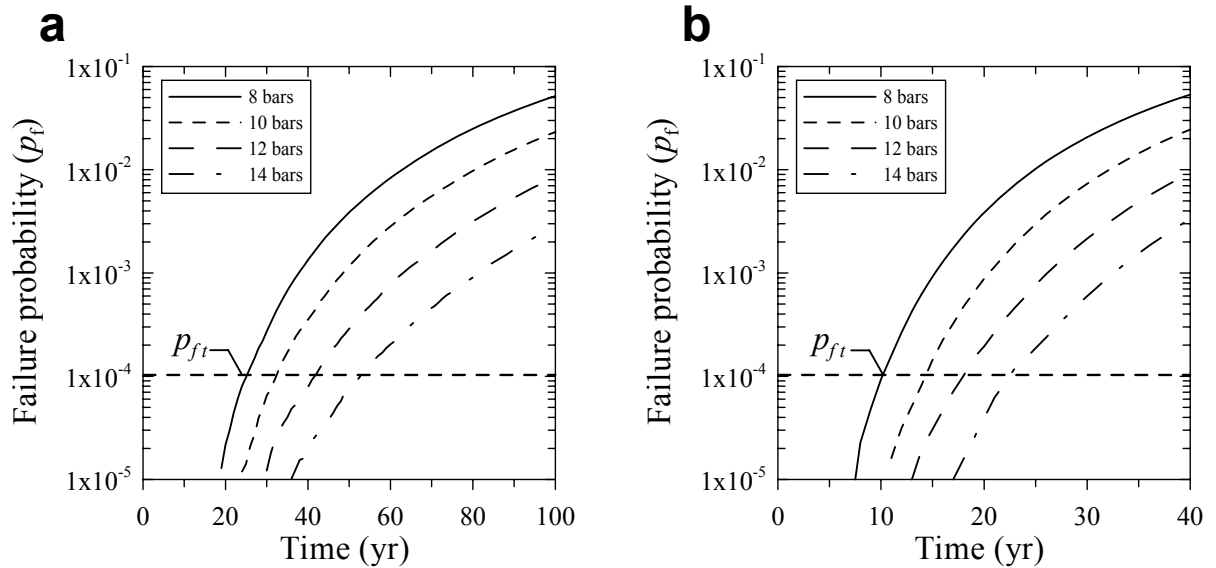 a
1x10⁻¹
1x10⁻²
1x10⁻³
1x10⁻⁴
1x10⁻⁵
Failure probability (p_f)
8 bars
10 bars
12 bars
14 bars
p_ft
0 20 40 60 80 100
Time (yr)
b
1x10⁻¹
1x10⁻²
1x10⁻³
1x10⁻⁴
1x10⁻⁵
Failure probability (p_f)
8 bars
10 bars
12 bars
14 bars
p_ft
0 10 20 30 40
Time (yr)